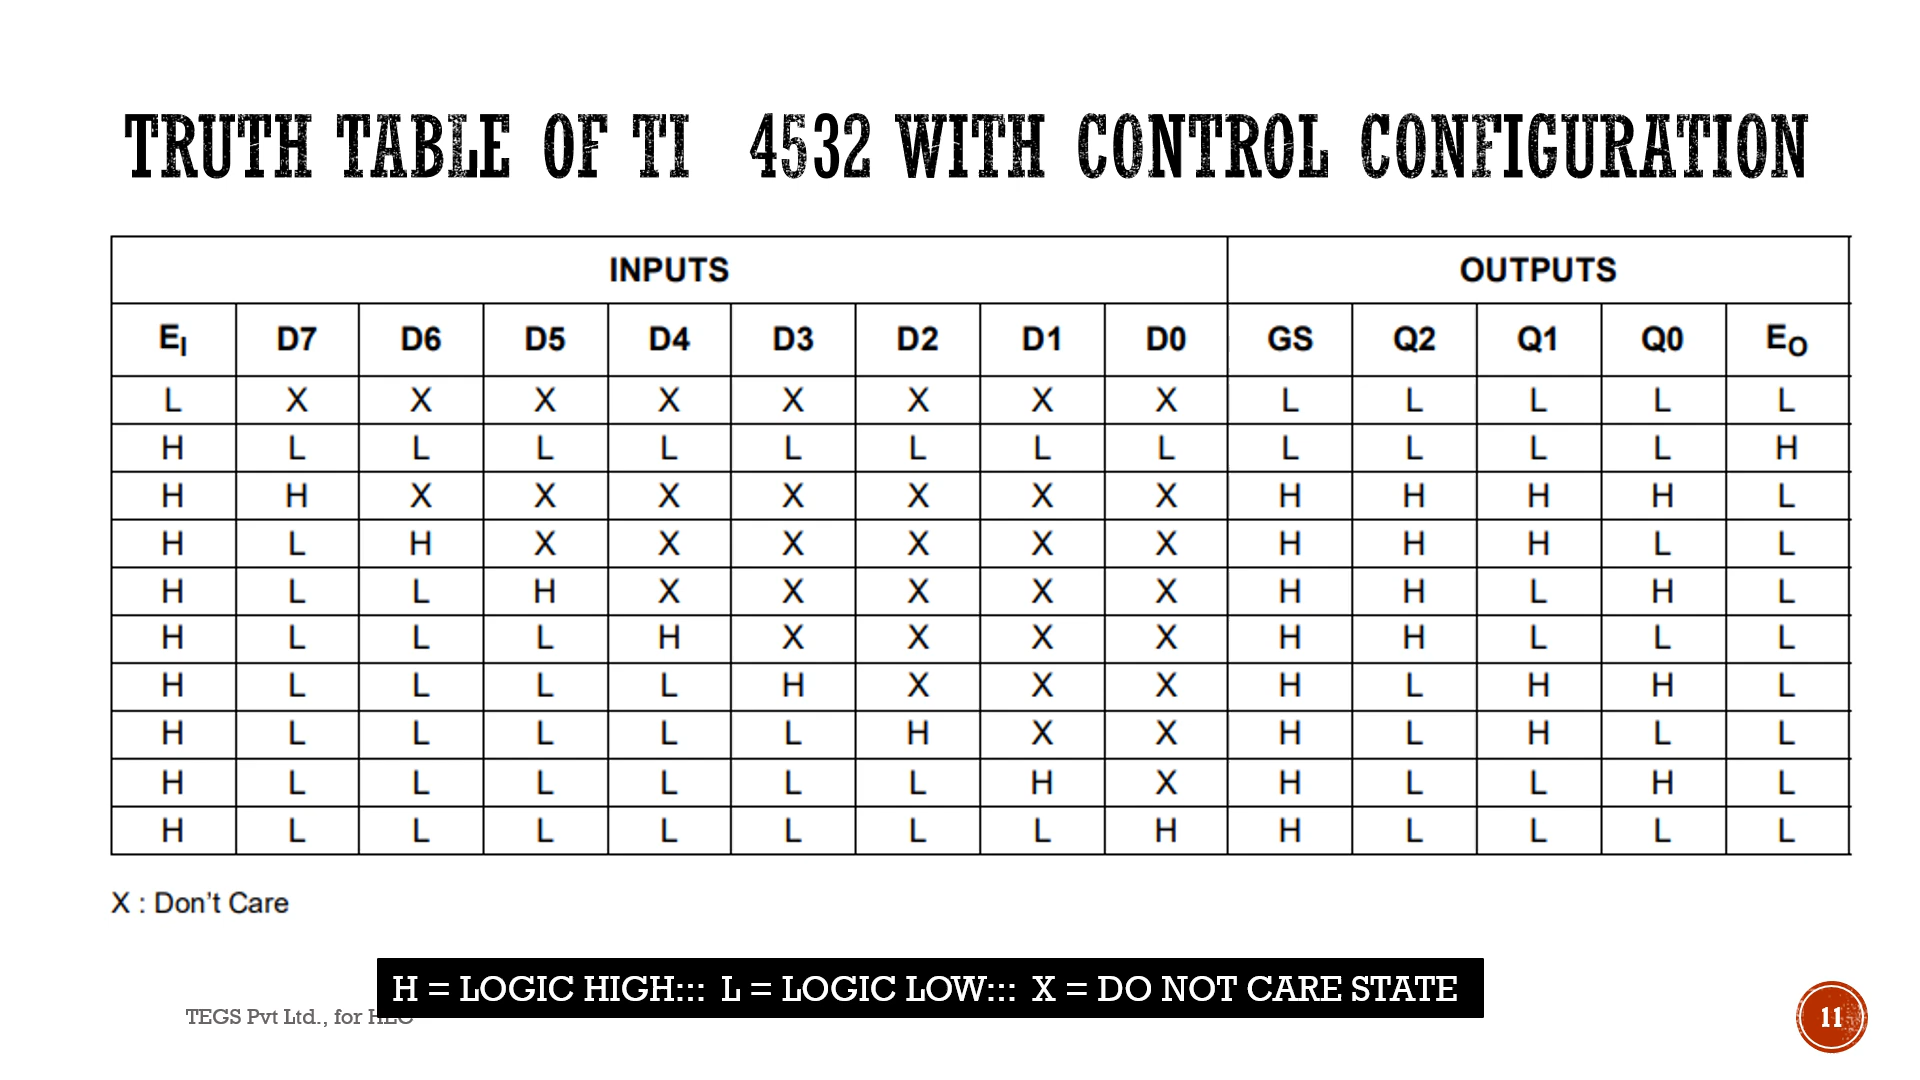 TRUTH TABLE OF TI 4532 WITH CONTROL CONFIGURATION
INPUTS OUTPUTS
EI D7 D6 D5 D4 D3 D2 D1 D0 GS Q2 Q1 Q0 EO
L X X X X X X X X L L L L L
H L L L L L L L L L L L L H
H H X X X X X X X H H H H L
H L H X X X X X X H H H L L
H L L H X X X X X H H L H L
H L L L H X X X X H H L L L
H L L L L H X X X H L H H L
H L L L L L H X X H L H L L
H L L L L L L H X H L L H L
H L L L L L L L H H L L L L
X : Don't Care
H = LOGIC HIGH::: L = LOGIC LOW::: X = DO NOT CARE STATE
TEGS Pvt Ltd., for
11